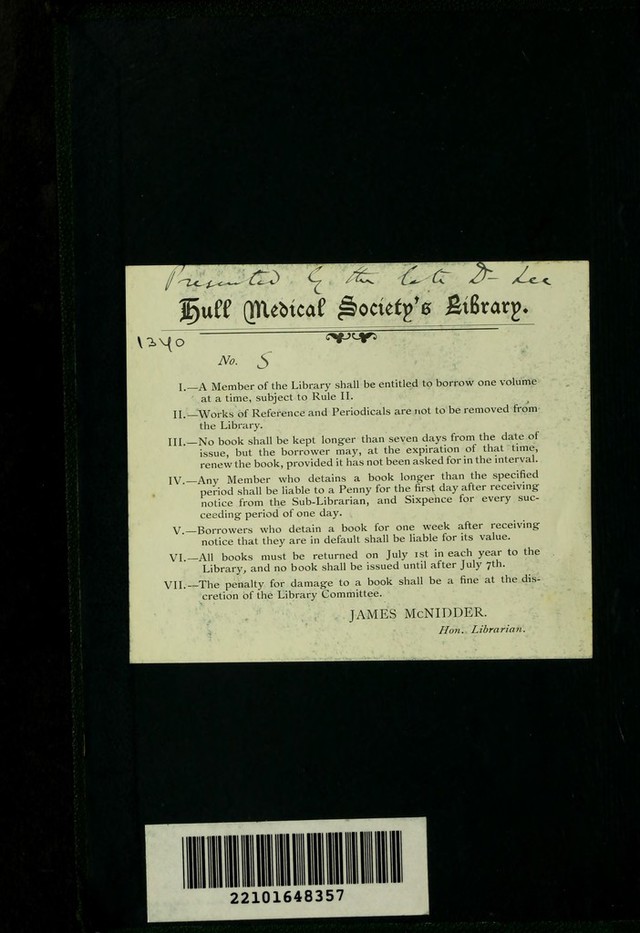 Presented by the late Dr Lee
Hull Medical Society's Library.
1340
No. S
I.—A Member of the Library shall be entitled to borrow one volume
at a time, subject to Rule II.
II.—Works of Reference and Periodicals are not to be removed from
the Library.
III.—No book shall be kept longer than seven days from the date of
issue, but the borrower may, at the expiration of that time,
renew the book, provided it has not been asked for in the interval.
IV.—Any Member who detains a book longer than the specified
period shall be liable to a Penny for the first day after receiving
notice from the Sub-Librarian, and Sixpence for every suc-
ceeding period of one day.
V.—Borrowers who detain a book for one week after receiving
notice that they are in default shall be liable for its value.
VI.—All books must be returned on July 1st in each year to the
Library, and no book shall be issued until after July 7th.
VII.—The penalty for damage to a book shall be a fine at the dis-
cretion of the Library Committee.
JAMES McNIDDER.
Hon. Librarian.
22101648357